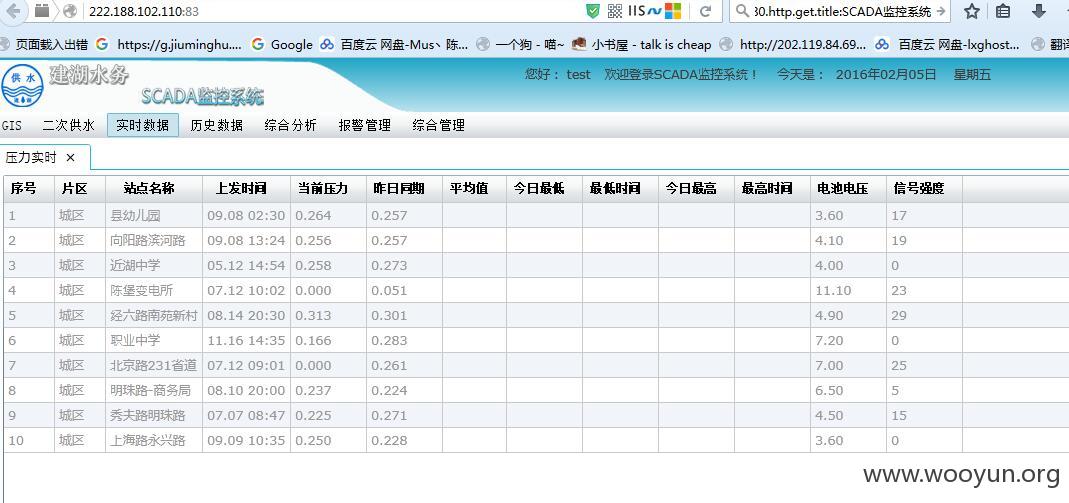 222.188.102.110:83
IIS
30.http.get.title:SCADA监控系统
页面载入出错 https://g.jiuminghu.... Google 百度云 网盘-Mus丶陈... 一个狗 - 喵~ 小书屋 - talk is cheap http://202.119.84.69... 百度云 网盘-lxghost... 翻译
供水
建湖水务
SCADA监控系统
您好： test 欢迎登录SCADA监控系统！ 今天是： 2016年02月05日 星期五
GIS 二次供水 实时数据 历史数据 综合分析 报警管理 综合管理
压力实时 ×
序号 片区 站点名称 上发时间 当前压力 昨日同期 平均值 今日最低 最低时间 今日最高 最高时间 电池电压 信号强度
1 城区 县幼儿园 09.08 02:30 0.264 0.257 3.60 17
2 城区 向阳路滨河路 09.08 13:24 0.256 0.257 4.10 19
3 城区 近湖中学 05.12 14:54 0.258 0.273 4.00 0
4 城区 陈堡变电所 07.12 10:02 0.000 0.051 11.10 23
5 城区 经六路南苑新村 08.14 20:30 0.313 0.301 4.90 29
6 城区 职业中学 11.16 14:35 0.166 0.283 7.20 0
7 城区 北京路231省道 07.12 09:01 0.000 0.261 7.00 25
8 城区 明珠路-商务局 08.10 20:00 0.237 0.224 6.50 5
9 城区 秀夫路明珠路 07.07 08:47 0.225 0.271 4.50 15
10 城区 上海路永兴路 09.09 10:35 0.250 0.228 3.60 0
www.wooyun.org